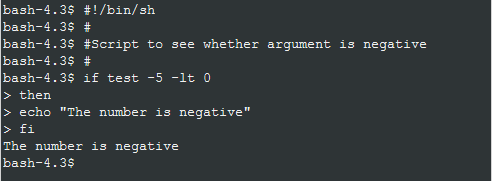 bash-4.3$ #!/bin/sh
bash-4.3$ #
bash-4.3$ #Script to see whether argument is negative
bash-4.3$ #
bash-4.3$ if test -5 -lt 0
> then
> echo "The number is negative"
> fi
The number is negative
bash-4.3$